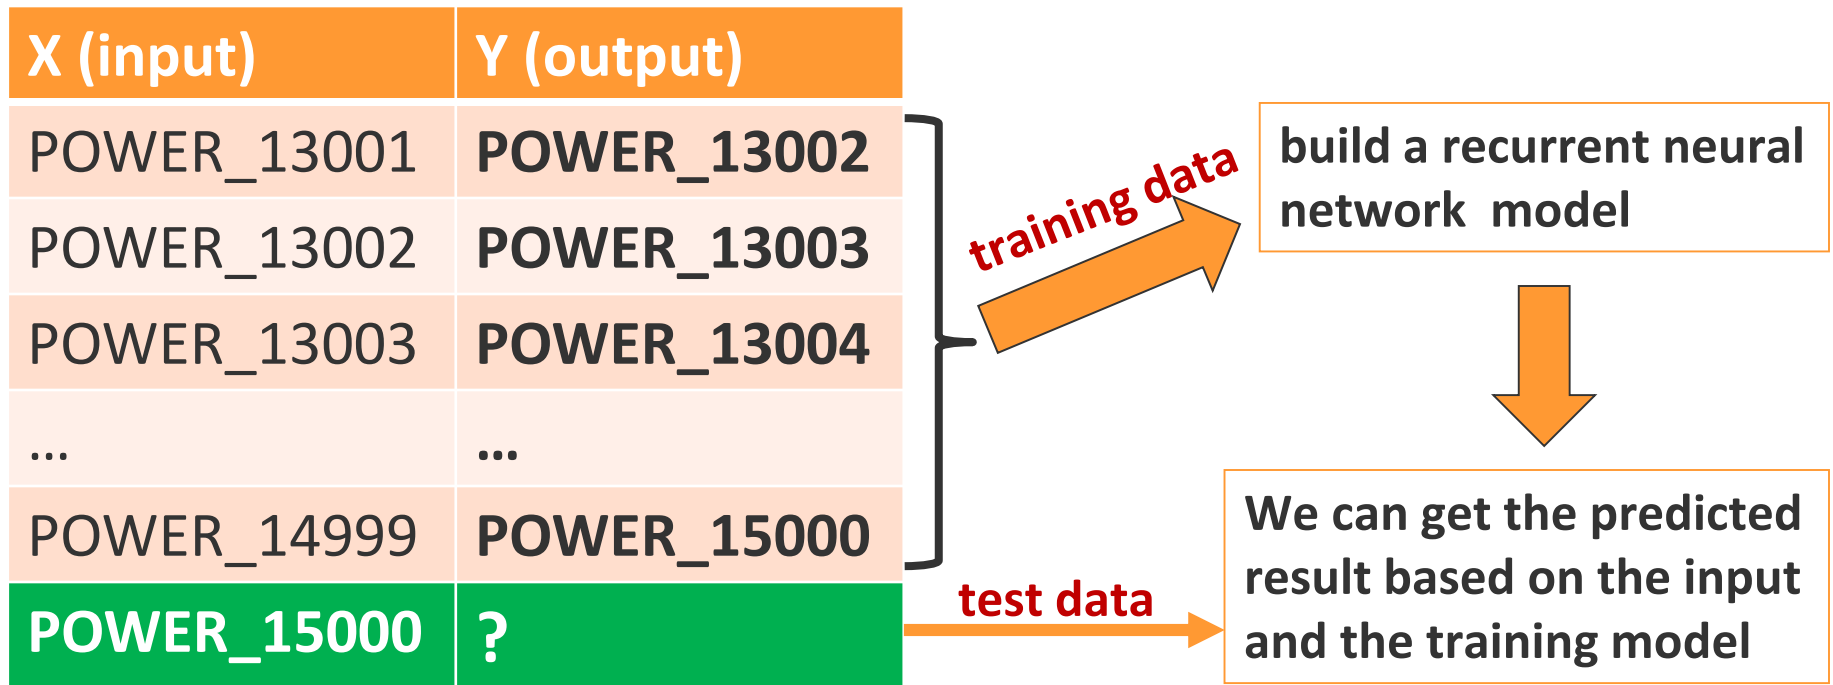 X (input) Y (output)
POWER_13001 POWER_13002
POWER_13002 POWER_13003
POWER_13003 POWER_13004
... ...
POWER_14999 POWER_15000
POWER_15000 ?
training data
test data
build a recurrent neural
network model
We can get the predicted
result based on the input
and the training model